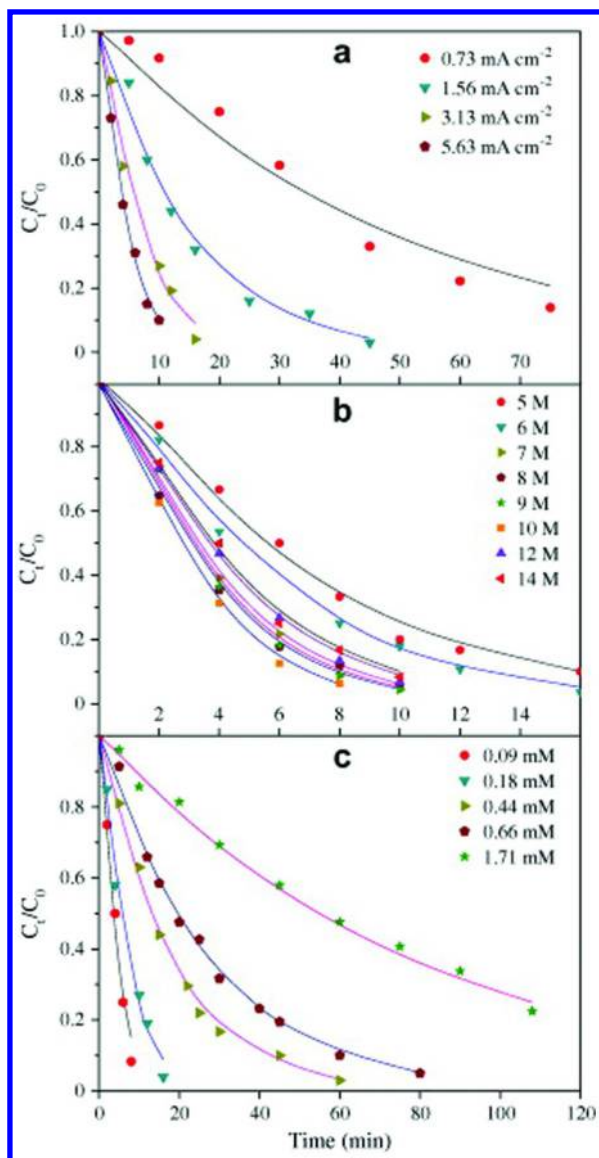 a
0.73 mA cm⁻²
1.56 mA cm⁻²
3.13 mA cm⁻²
5.63 mA cm⁻²
1.0
0.8
0.6
0.4
0.2
0
Cₜ/C₀
10 20 30 40 50 60 70
b
5 M
6 M
7 M
8 M
9 M
10 M
12 M
14 M
0.8
0.6
0.4
0.2
0
Cₜ/C₀
2 4 6 8 10 12 14
c
0.09 mM
0.18 mM
0.44 mM
0.66 mM
1.71 mM
0.8
0.6
0.4
0.2
0
Cₜ/C₀
0 20 40 60 80 100 120
Time (min)